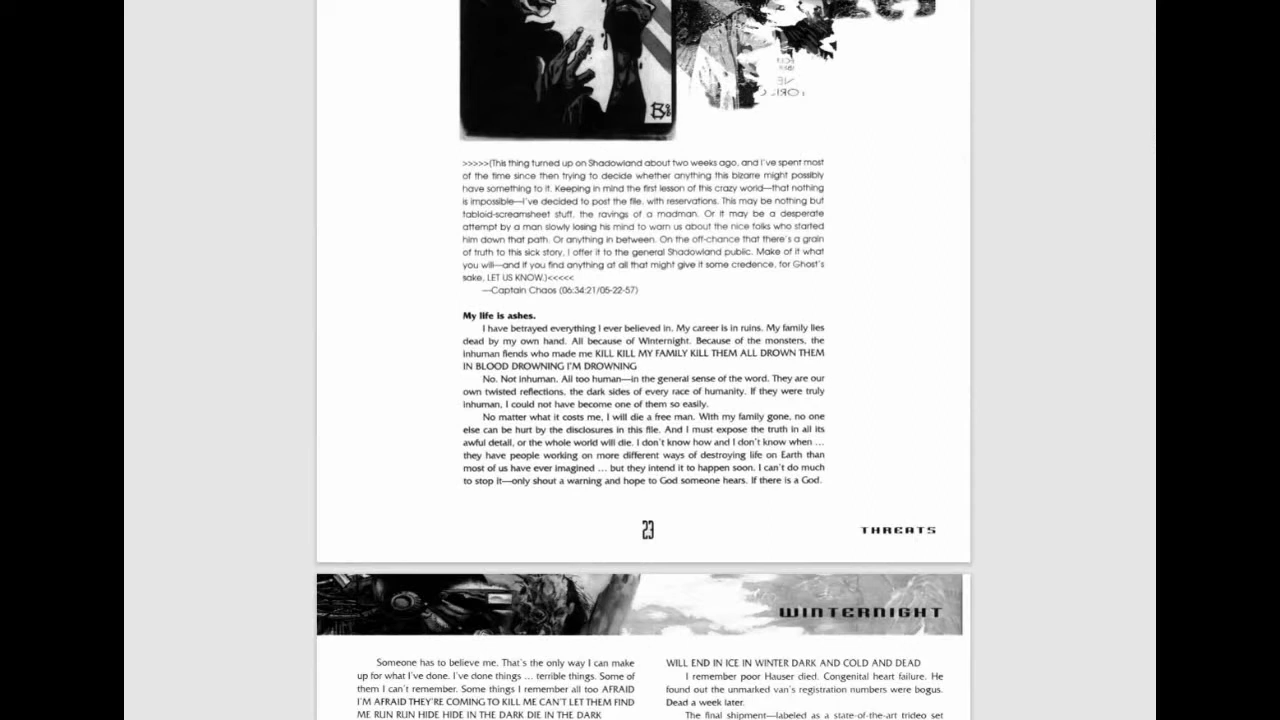 >>>>>(This thing turned up on Shadowland about two weeks ago, and I've spent most
of the time since then trying to decide whether anything this bizarre might possibly
have something to it. Keeping in mind the first lesson of this crazy world—that nothing
is impossible—I've decided to post the file, with reservations. This may be nothing but
tabloid-screamsheet stuff, the ravings of a madman. Or it may be a desperate
attempt by a man slowly losing his mind to warn us about the nice folks who started
him down that path. Or anything in between. On the off-chance that there's a grain
of truth to this sick story, I offer it to the general Shadowland public. Make of it what
you will—and if you find anything at all that might give it some credence, for Ghost's
sake, LET US KNOW.)<<<<<
—Captain Chaos (06:34:21/05-22-57)
My life is ashes.
I have betrayed everything I ever believed in. My career is in ruins. My family lies
dead by my own hand. All because of Winternight. Because of the monsters, the
inhuman fiends who made me KILL KILL MY FAMILY KILL THEM ALL DROWN THEM
IN BLOOD DROWNING I'M DROWNING
No. Not inhuman. All too human—in the general sense of the word. They are our
own twisted reflections, the dark sides of every race of humanity. If they were truly
inhuman, I could not have become one of them so easily.
No matter what it costs me, I will die a free man. With my family gone, no one
else can be hurt by the disclosures in this file. And I must expose the truth in all its
awful detail, or the whole world will die. I don't know how and I don't know when ...
they have people working on more different ways of destroying life on Earth than
most of us have ever imagined ... but they intend it to happen soon. I can't do much
to stop it—only shout a warning and hope to God someone hears. If there is a God.
23
THREATS
WINTERNIGHT
Someone has to believe me. That's the only way I can make
up for what I've done. I've done things ... terrible things. Some of
them I can't remember. Some things I remember all too AFRAID
I'M AFRAID THEY'RE COMING TO KILL ME CAN'T LET THEM FIND
ME RUN RUN HIDE HIDE IN THE DARK DIE IN THE DARK
WILL END IN ICE IN WINTER DARK AND COLD AND DEAD
I remember poor Hauser died. Congenital heart failure. He
found out the unmarked van's registration numbers were bogus.
Dead a week later.
The final shipment—labeled as a state-of-the-art trideo set